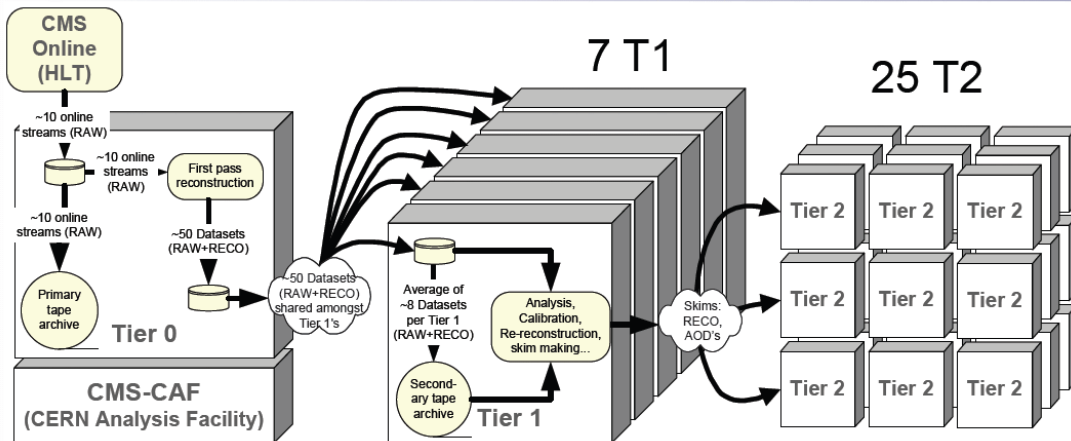 7 T1
25 T2
CMS
Online
(HLT)
~10 online
streams (RAW)
~10 online
streams
(RAW)
First pass
reconstruction
~10 online
streams (RAW)
~50 Datasets
(RAW+RECO)
Primary
tape
archive
Tier 0
CMS-CAF
(CERN Analysis Facility)
~50 Datasets
(RAW+RECO)
shared amongst
Tier 1's
Average of
~8 Datasets
per Tier 1
(RAW+RECO)
Analysis,
Calibration,
Re-reconstruction,
skim making...
Second-
ary tape
archive
Tier 1
Skims:
RECO,
AOD's
Tier 2
Tier 2
Tier 2
Tier 2
Tier 2
Tier 2
Tier 2
Tier 2
Tier 2